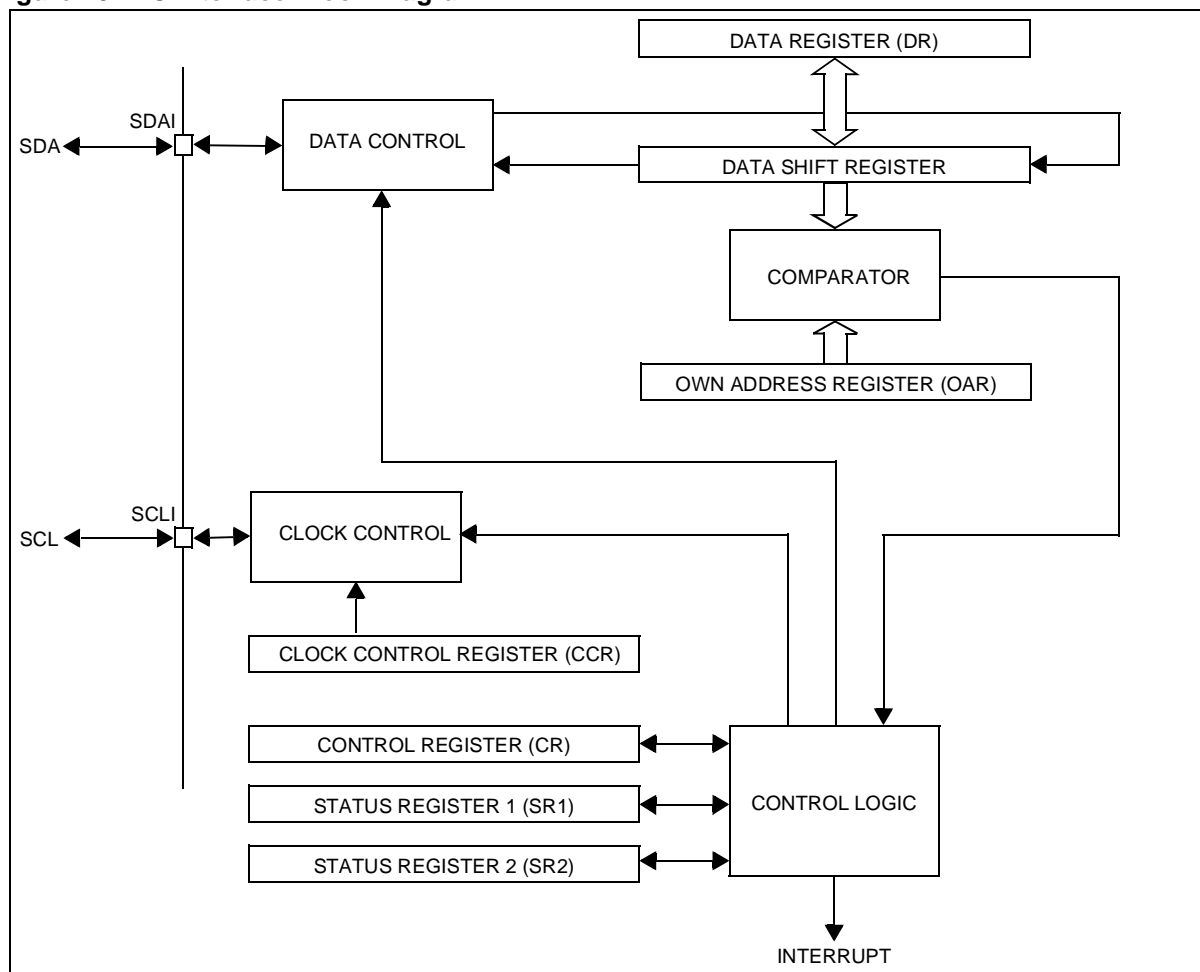 DATA REGISTER (DR)
SDAI
SDA
DATA CONTROL
DATA SHIFT REGISTER
COMPARATOR
OWN ADDRESS REGISTER (OAR)
SCLI
SCL
CLOCK CONTROL
CLOCK CONTROL REGISTER (CCR)
CONTROL REGISTER (CR)
STATUS REGISTER 1 (SR1)
CONTROL LOGIC
STATUS REGISTER 2 (SR2)
INTERRUPT